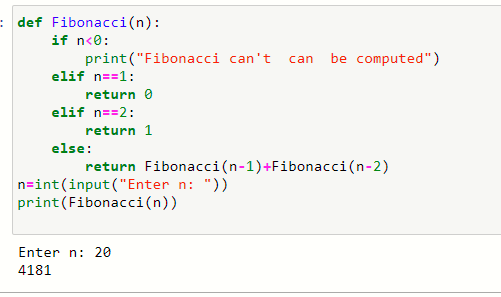 : def Fibonacci(n):
    if n<0:
        print("Fibonacci can't  can  be computed")
    elif n==1:
        return 0
    elif n==2:
        return 1
    else:
        return Fibonacci(n-1)+Fibonacci(n-2)
n=int(input("Enter n: "))
print(Fibonacci(n))
Enter n: 20
4181